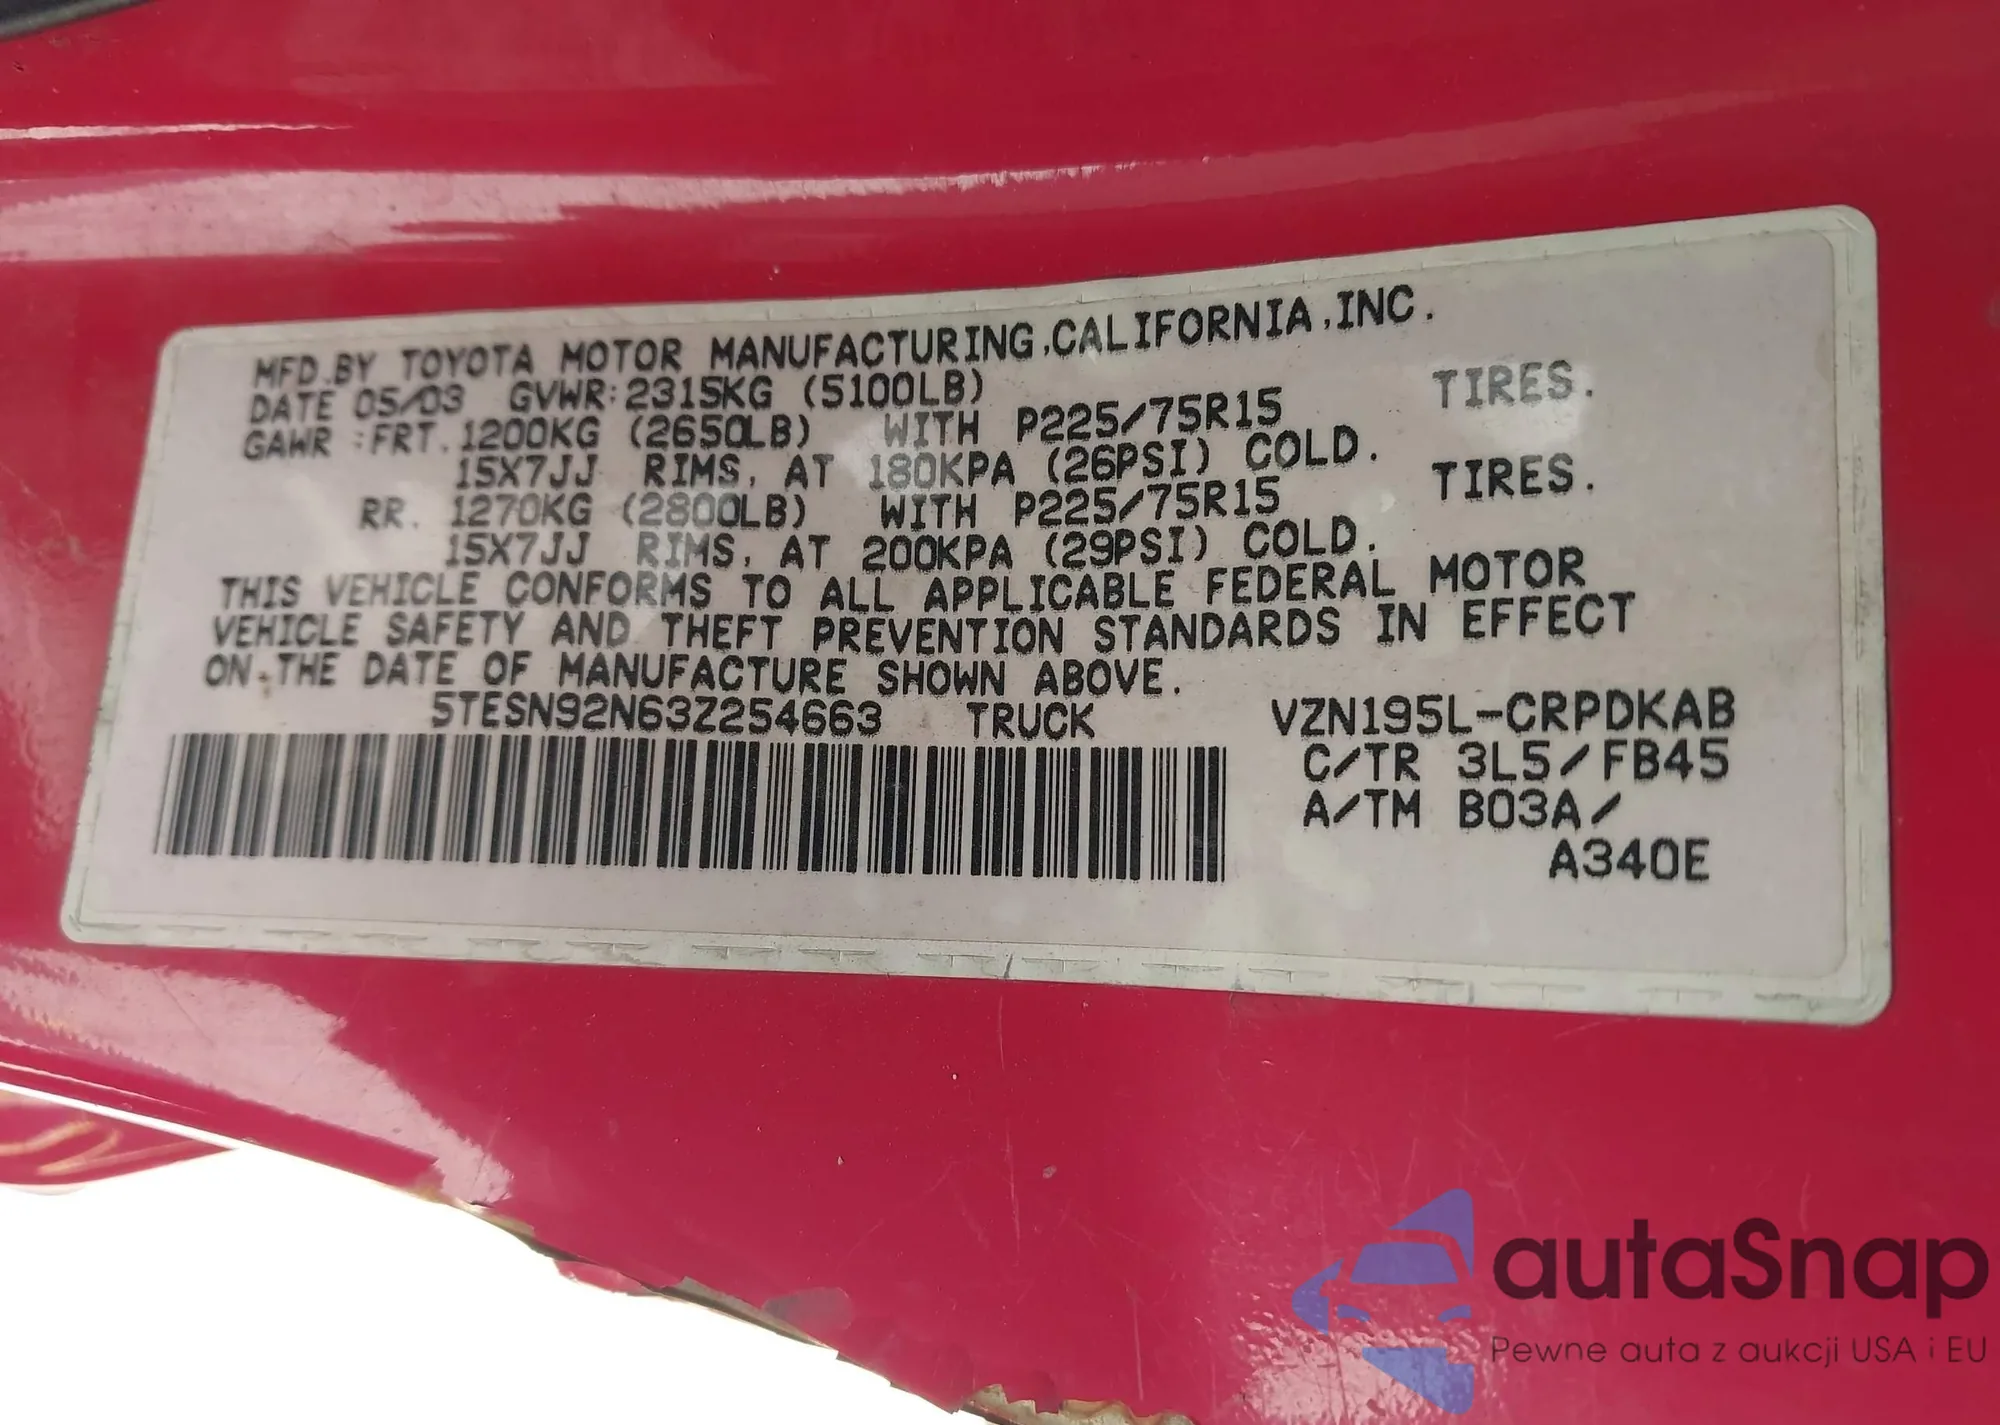 MFD.BY TOYOTA MOTOR MANUFACTURING,CALIFORNIA,INC.
DATE 05/03 GVWR:2315KG (5100LB)
GAWR :FRT.1200KG (2650LB) WITH P225/75R15 TIRES.
15X7JJ RIMS, AT 180KPA (26PSI) COLD.
RR. 1270KG (2800LB) WITH P225/75R15 TIRES.
15X7JJ RIMS, AT 200KPA (29PSI) COLD.
THIS VEHICLE CONFORMS TO ALL APPLICABLE FEDERAL MOTOR
VEHICLE SAFETY AND THEFT PREVENTION STANDARDS IN EFFECT
ON THE DATE OF MANUFACTURE SHOWN ABOVE.
5TESN92N63Z254663 TRUCK VZN195L-CRPDKAB
C/TR 3L5/FB45
A/TM B03A/
A340E
autoSnap
Pewne auta z aukcji USA i EU